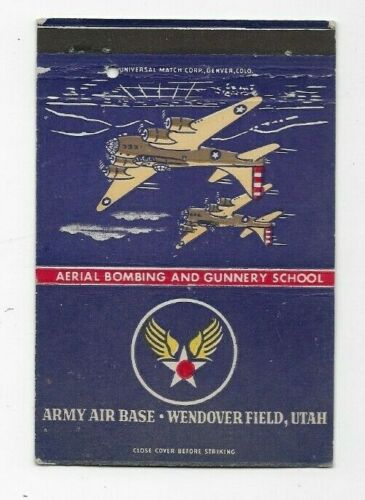 UNIVERSAL MATCH CORP., DENVER, COLO.
AERIAL BOMBING AND GUNNERY SCHOOL
ARMY AIR BASE • WENDOVER FIELD, UTAH
CLOSE COVER BEFORE STRIKING